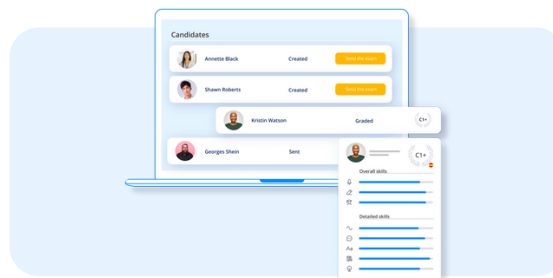 Candidates
Annette Black Created Send the exam
Shawn Roberts Created Send the exam
Kristin Watson Graded C1+
Georges Shein Sent
C1+
Overall skills
Detailed skills
Aa